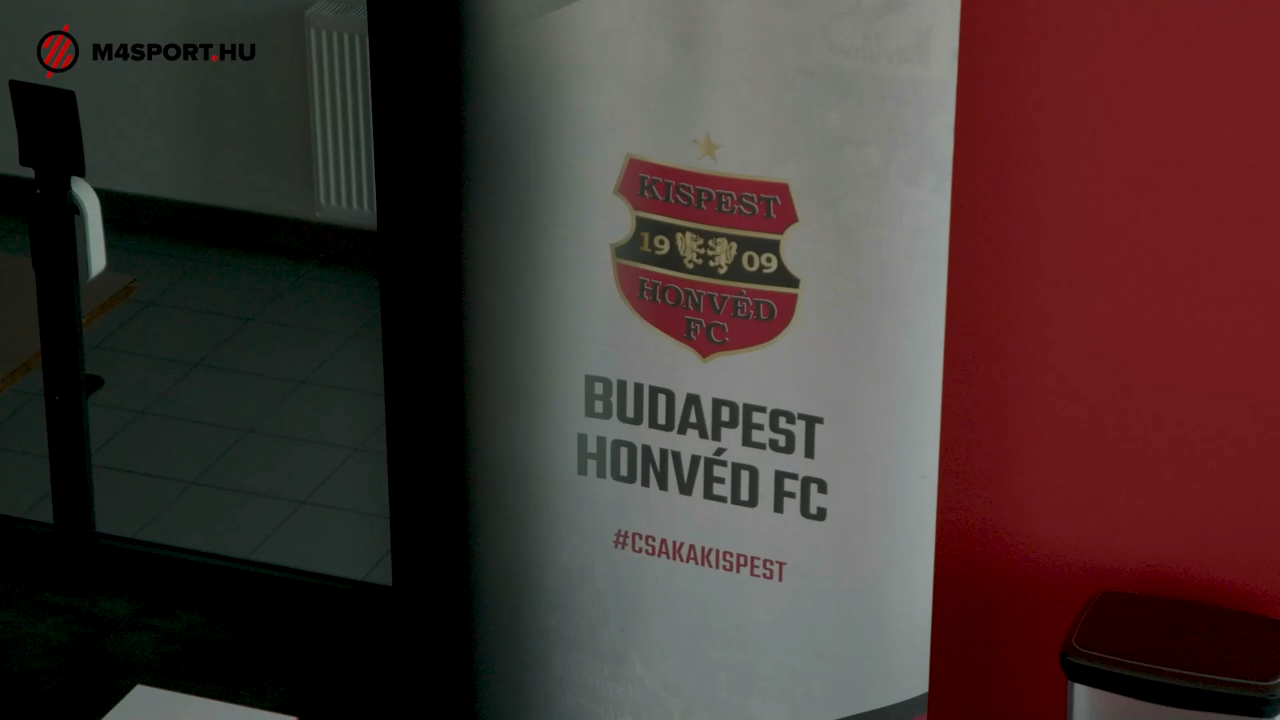 M4SPORT.HU
KISPEST
19 09
HONVÉD
FC
BUDAPEST
HONVÉD FC
#CSAKAKISPEST